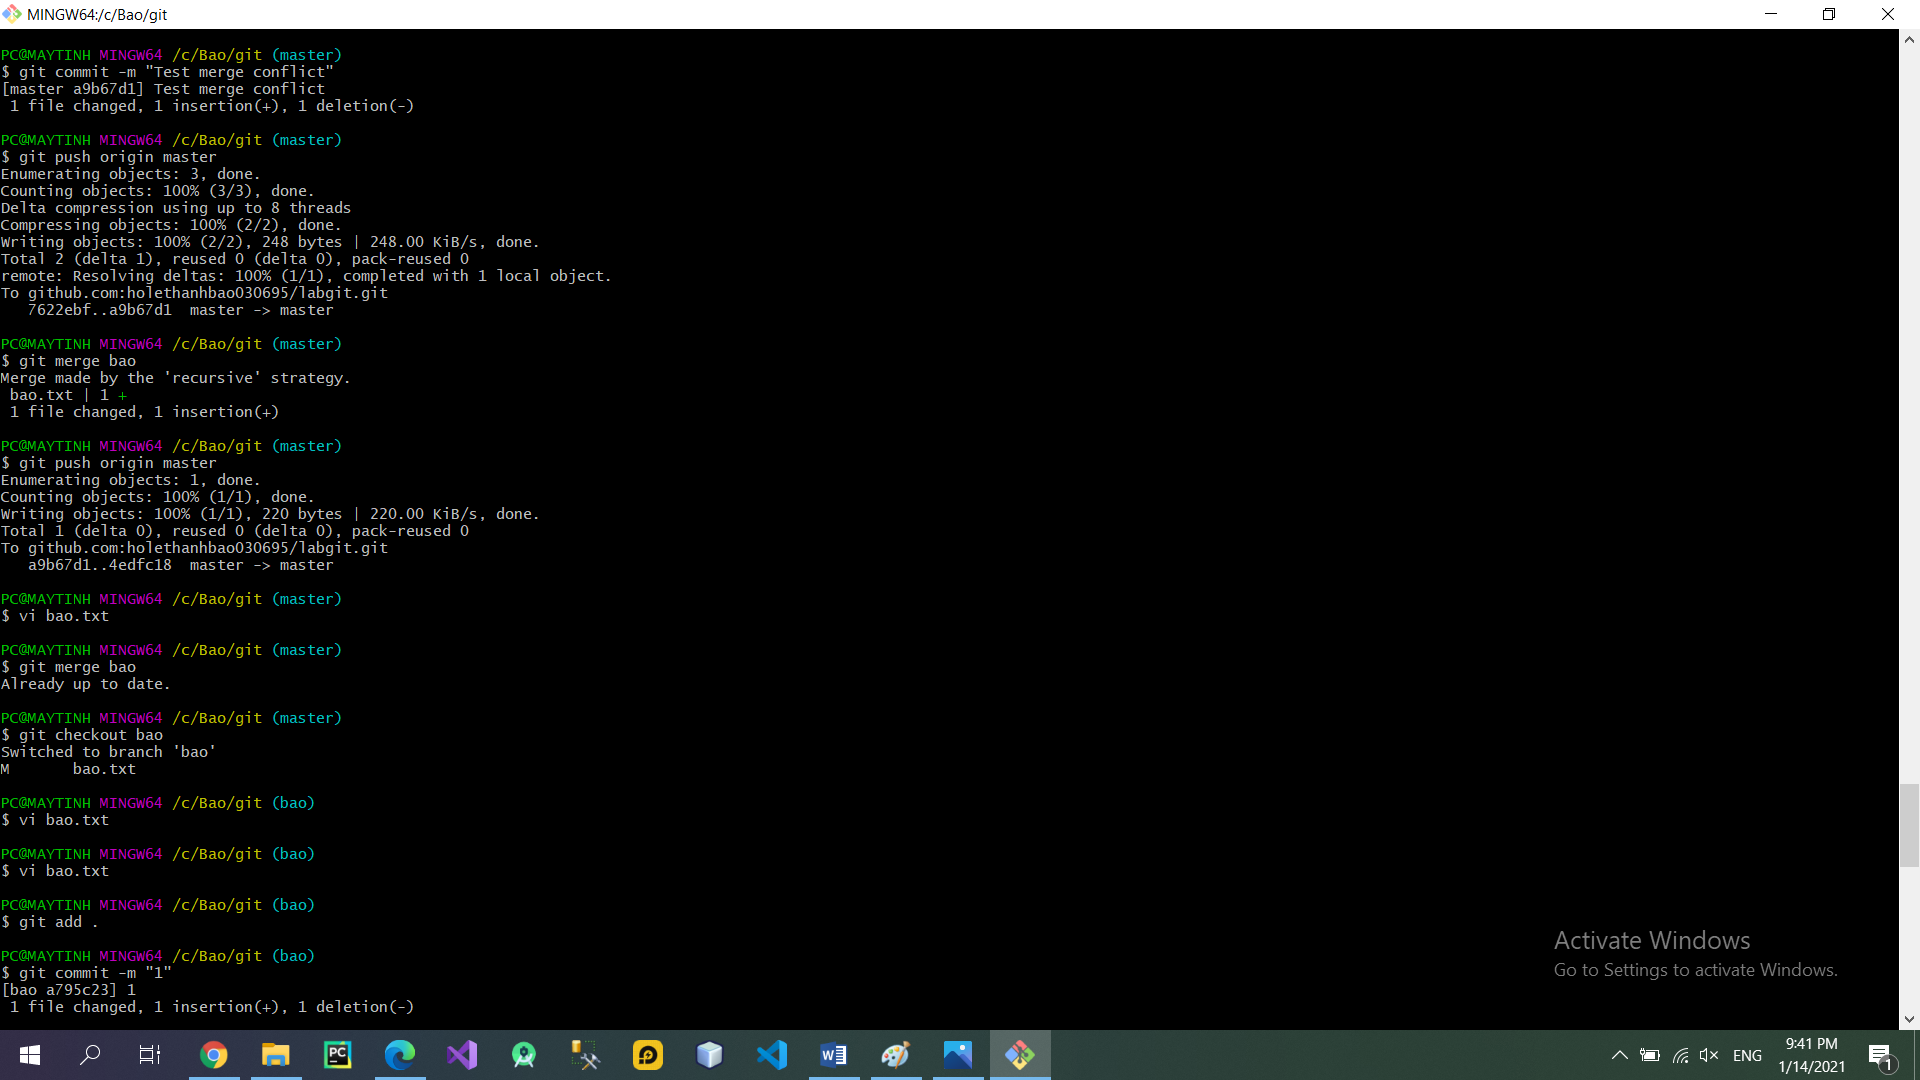 MINGW64:/c/Bao/git
PC@MAYTINH MINGW64 /c/Bao/git (master)
$ git commit -m "Test merge conflict"
[master a9b67d1] Test merge conflict
 1 file changed, 1 insertion(+), 1 deletion(-)
PC@MAYTINH MINGW64 /c/Bao/git (master)
$ git push origin master
Enumerating objects: 3, done.
Counting objects: 100% (3/3), done.
Delta compression using up to 8 threads
Compressing objects: 100% (2/2), done.
Writing objects: 100% (2/2), 248 bytes | 248.00 KiB/s, done.
Total 2 (delta 1), reused 0 (delta 0), pack-reused 0
remote: Resolving deltas: 100% (1/1), completed with 1 local object.
To github.com:holethanhbao030695/labgit.git
   7622ebf..a9b67d1  master -> master
PC@MAYTINH MINGW64 /c/Bao/git (master)
$ git merge bao
Merge made by the 'recursive' strategy.
 bao.txt | 1 +
 1 file changed, 1 insertion(+)
PC@MAYTINH MINGW64 /c/Bao/git (master)
$ git push origin master
Enumerating objects: 1, done.
Counting objects: 100% (1/1), done.
Writing objects: 100% (1/1), 220 bytes | 220.00 KiB/s, done.
Total 1 (delta 0), reused 0 (delta 0), pack-reused 0
To github.com:holethanhbao030695/labgit.git
   a9b67d1..4edfc18  master -> master
PC@MAYTINH MINGW64 /c/Bao/git (master)
$ vi bao.txt
PC@MAYTINH MINGW64 /c/Bao/git (master)
$ git merge bao
Already up to date.
PC@MAYTINH MINGW64 /c/Bao/git (master)
$ git checkout bao
Switched to branch 'bao'
M       bao.txt
PC@MAYTINH MINGW64 /c/Bao/git (bao)
$ vi bao.txt
PC@MAYTINH MINGW64 /c/Bao/git (bao)
$ vi bao.txt
PC@MAYTINH MINGW64 /c/Bao/git (bao)
$ git add .
PC@MAYTINH MINGW64 /c/Bao/git (bao)
$ git commit -m "1"
[bao a795c23] 1
 1 file changed, 1 insertion(+), 1 deletion(-)
Activate Windows
Go to Settings to activate Windows.
PC
W
ENG
9:41 PM
1/14/2021
1